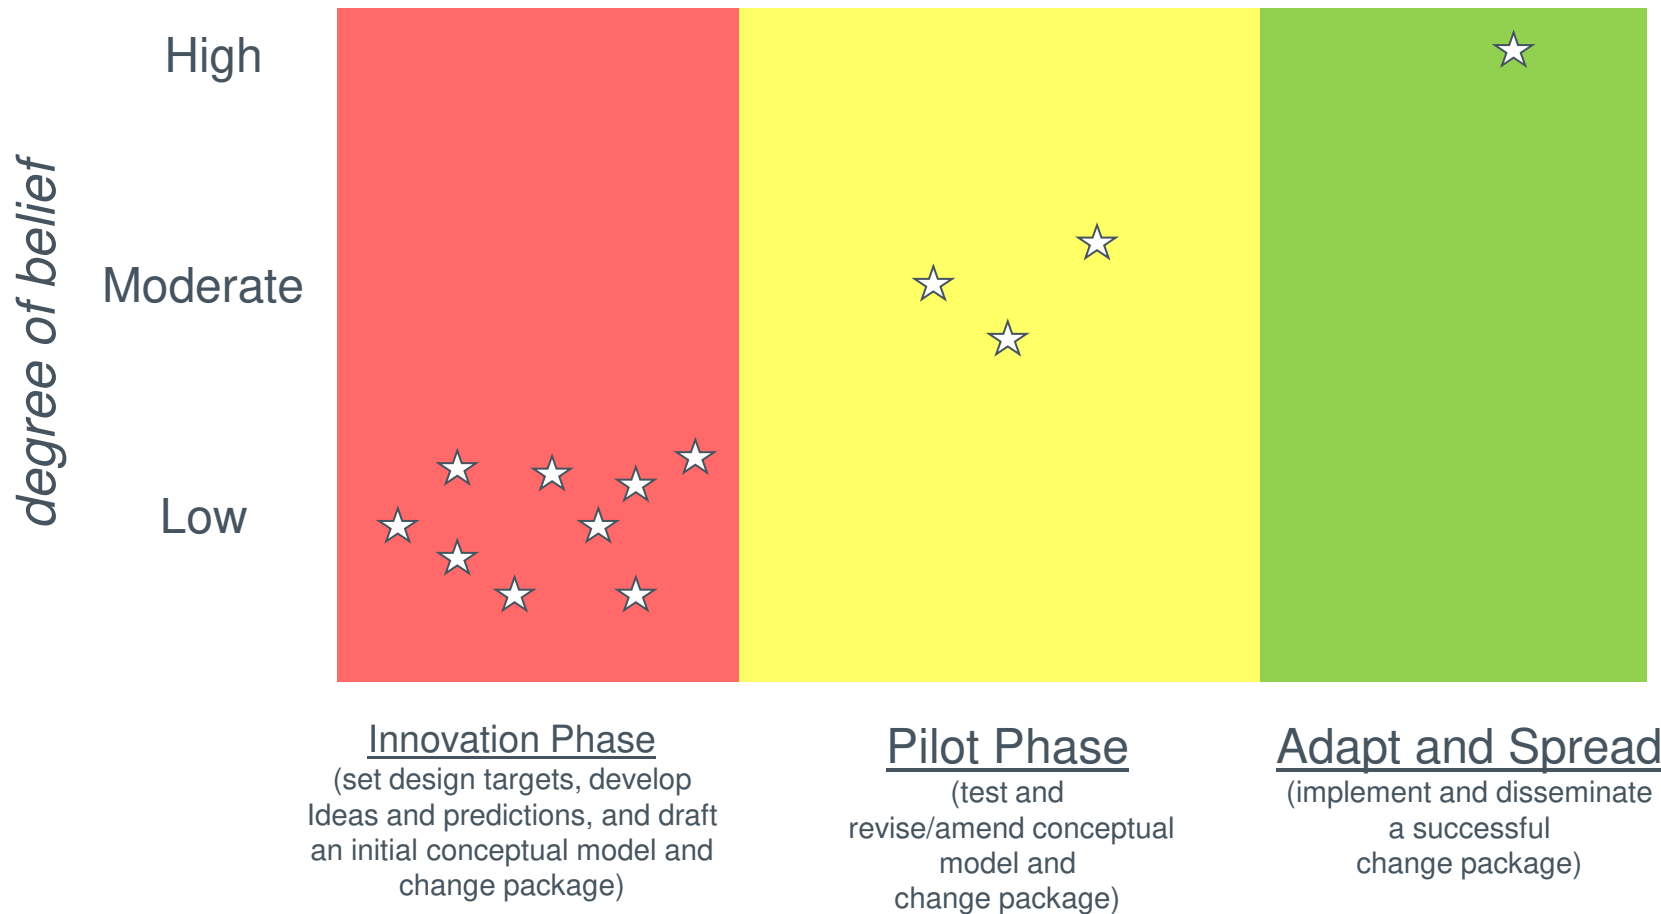 degree of belief
High
Moderate
Low
Innovation Phase
(set design targets, develop
Ideas and predictions, and draft
an initial conceptual model and
change package)
Pilot Phase
(test and
revise/amend conceptual
model and
change package)
Adapt and Spread
(implement and disseminate
a successful
change package)